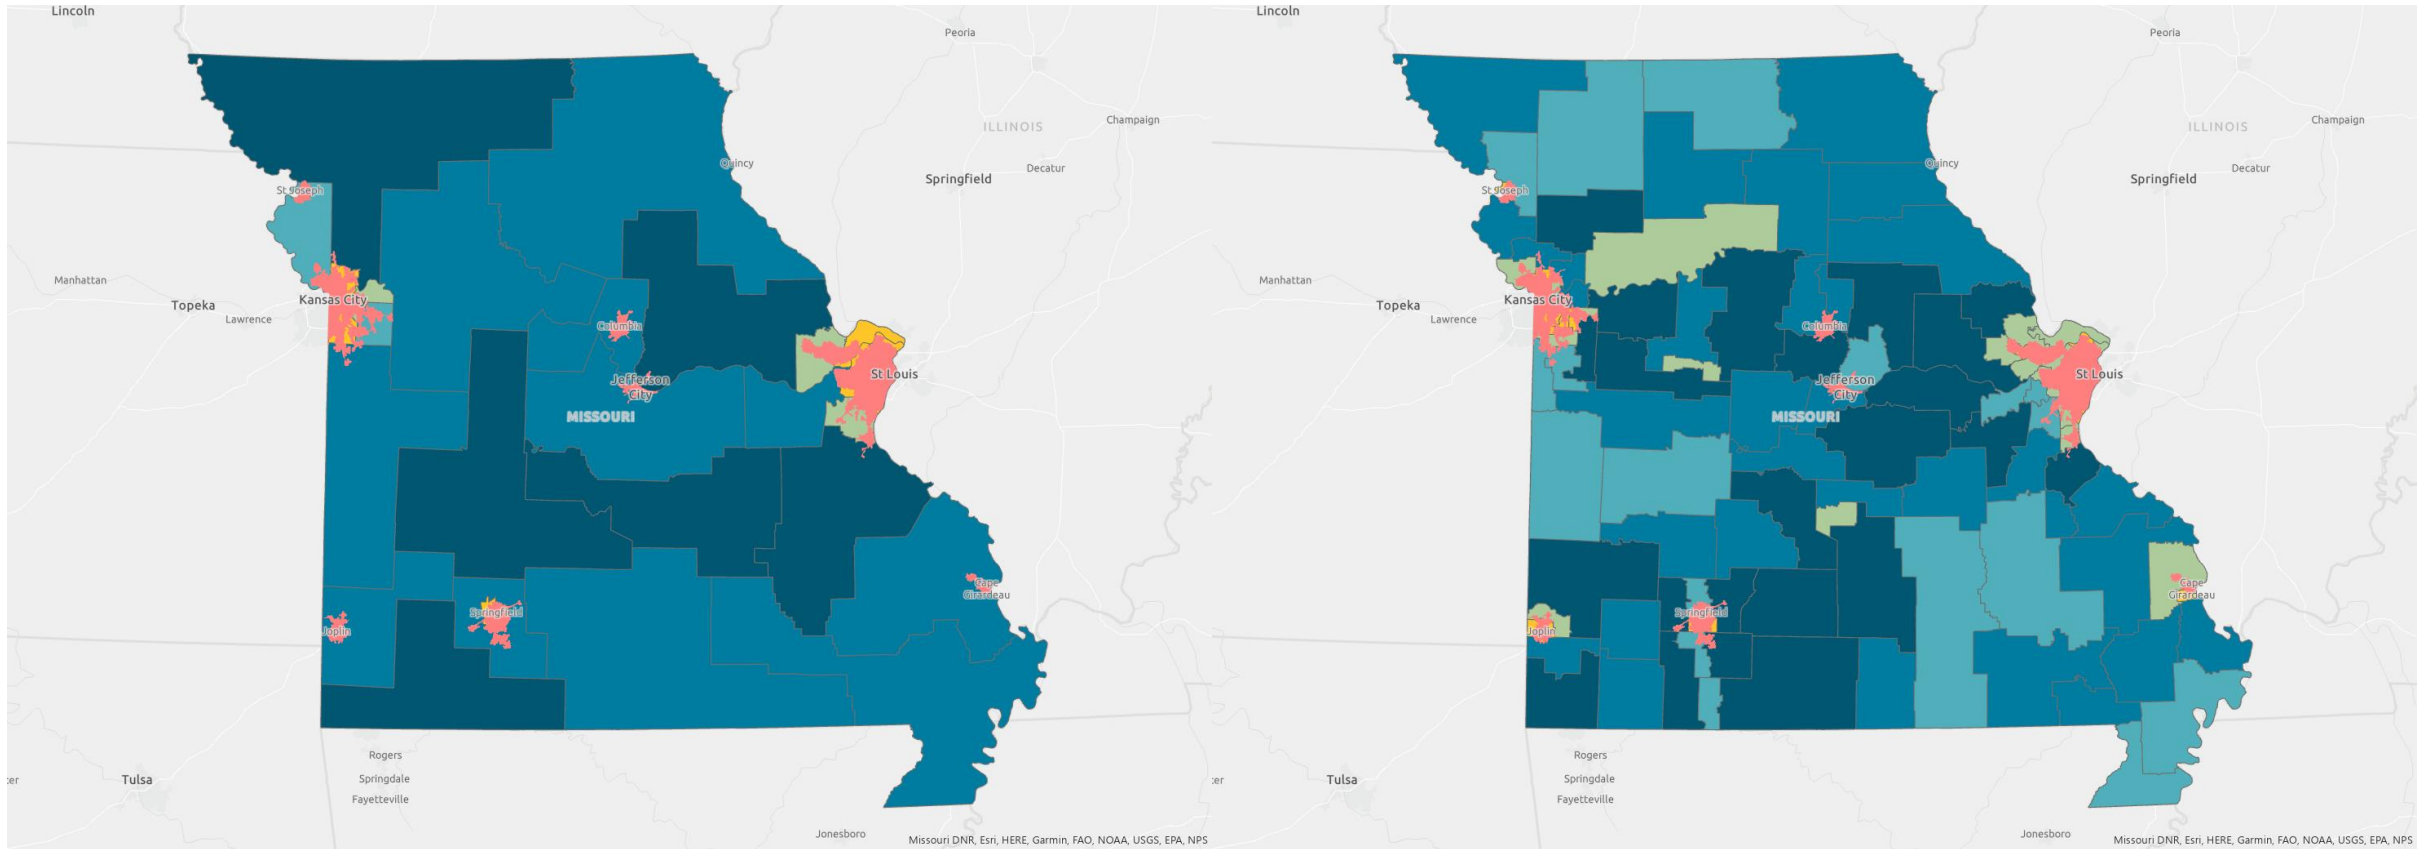 Lincoln
Peoria
ILLINOIS
Champaign
Quincy
Decatur
Springfield
St Joseph
Manhattan
Topeka
Kansas City
Lawrence
Columbia
St Louis
Jefferson
City
MISSOURI
Cape
Girardeau
Springfield
Joplin
Rogers
Springdale
Fayetteville
cer
Tulsa
Jonesboro
Missouri DNR, Esri, HERE, Garmin, FAO, NOAA, USGS, EPA, NPS
Lincoln
Peoria
ILLINOIS
Champaign
Quincy
Decatur
Springfield
St Joseph
Manhattan
Topeka
Kansas City
Lawrence
Columbia
St Louis
Jefferson
City
MISSOURI
Cape
Girardeau
Springfield
Joplin
Rogers
Springdale
Fayetteville
cer
Tulsa
Jonesboro
Missouri DNR, Esri, HERE, Garmin, FAO, NOAA, USGS, EPA, NPS